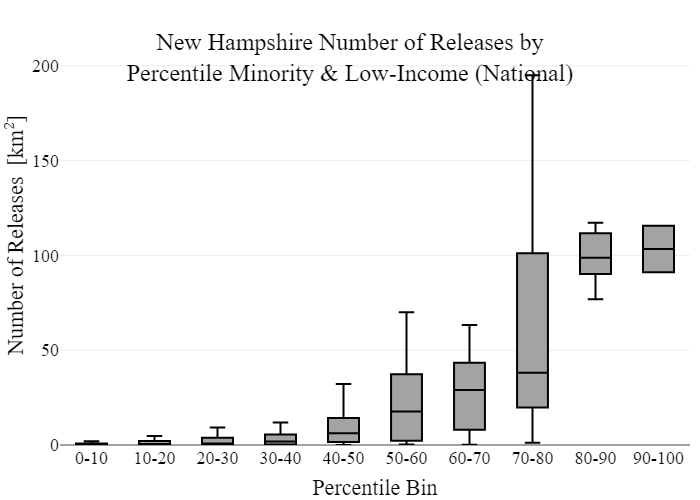 New Hampshire Number of Releases by
Percentile Minority & Low-Income (National)
Number of Releases [km²]
200
150
100
50
0
0-10 10-20 20-30 30-40 40-50 50-60 60-70 70-80 80-90 90-100
Percentile Bin